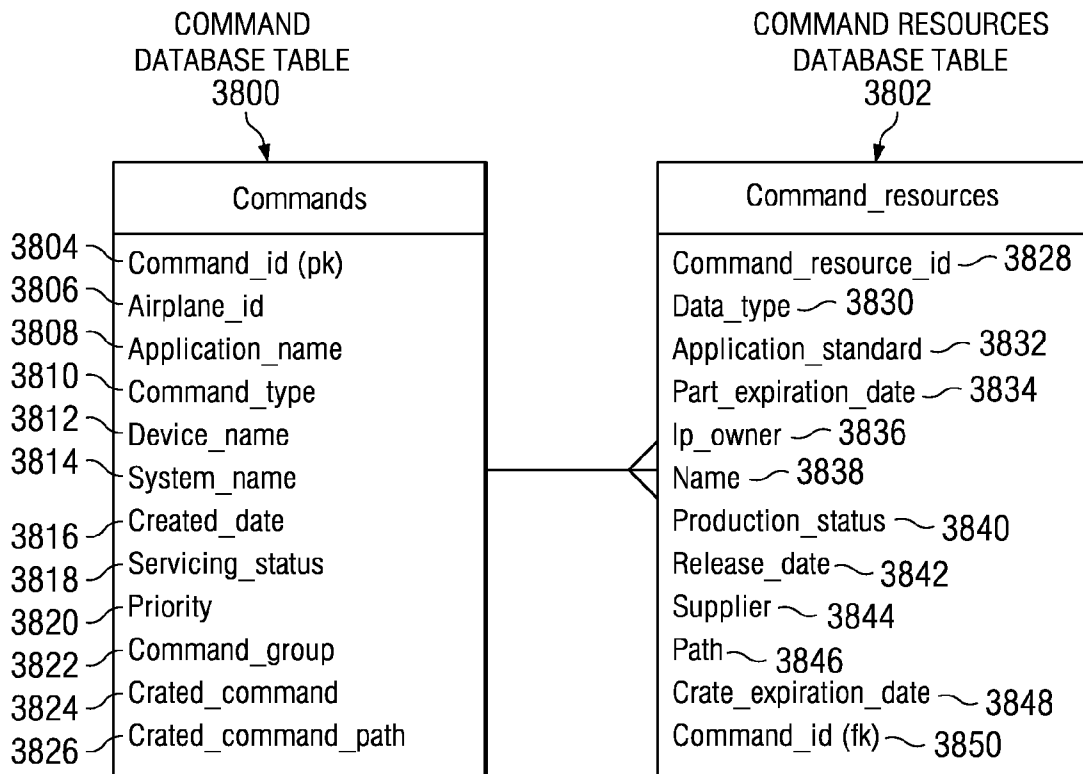 COMMAND
DATABASE TABLE
3800
COMMAND RESOURCES
DATABASE TABLE
3802
Commands
3804 Command_id (pk)
3806 Airplane_id
3808 Application_name
3810 Command_type
3812 Device_name
3814 System_name
3816 Created_date
3818 Servicing_status
3820 Priority
3822 Command_group
3824 Crated_command
3826 Crated_command_path
Command_resources
Command_resource_id 3828
Data_type 3830
Application_standard 3832
Part_expiration_date 3834
Ip_owner 3836
Name 3838
Production_status 3840
Release_date 3842
Supplier 3844
Path 3846
Crate_expiration_date 3848
Command_id (fk) 3850